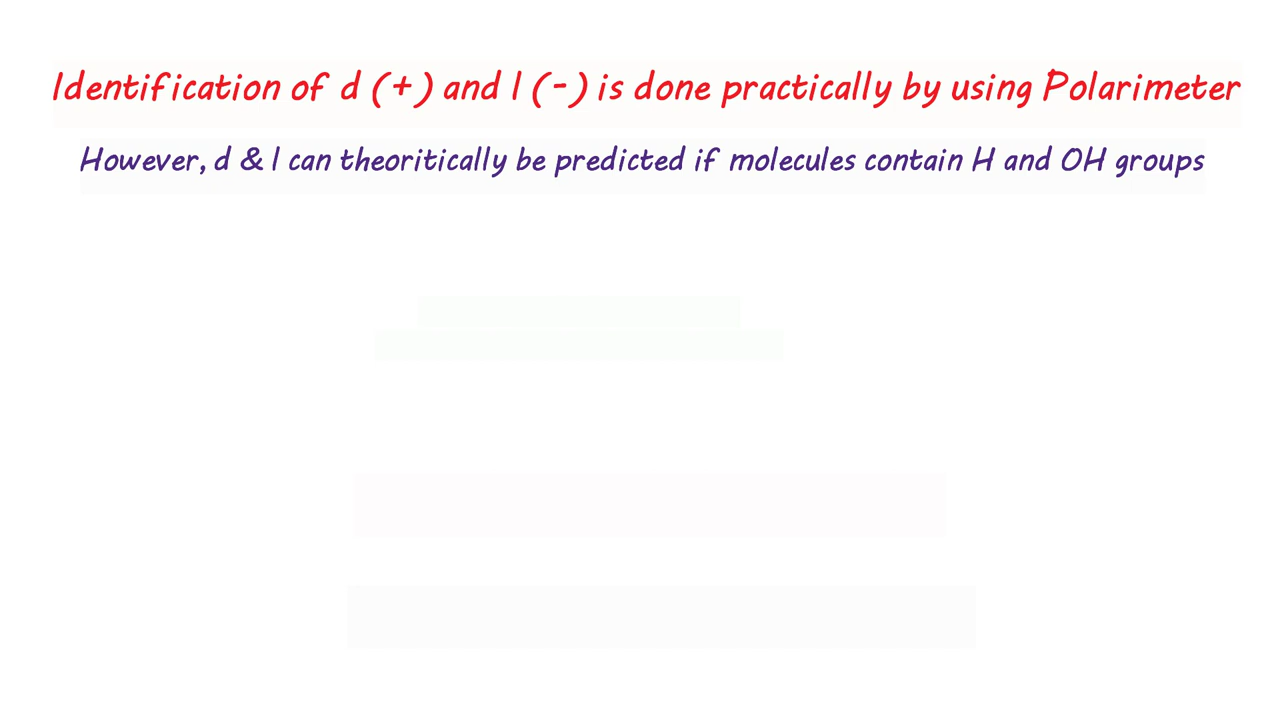 Identification of d (+) and l (-) is done practically by using Polarimeter
However, d & l can theoritically be predicted if molecules contain H and OH groups